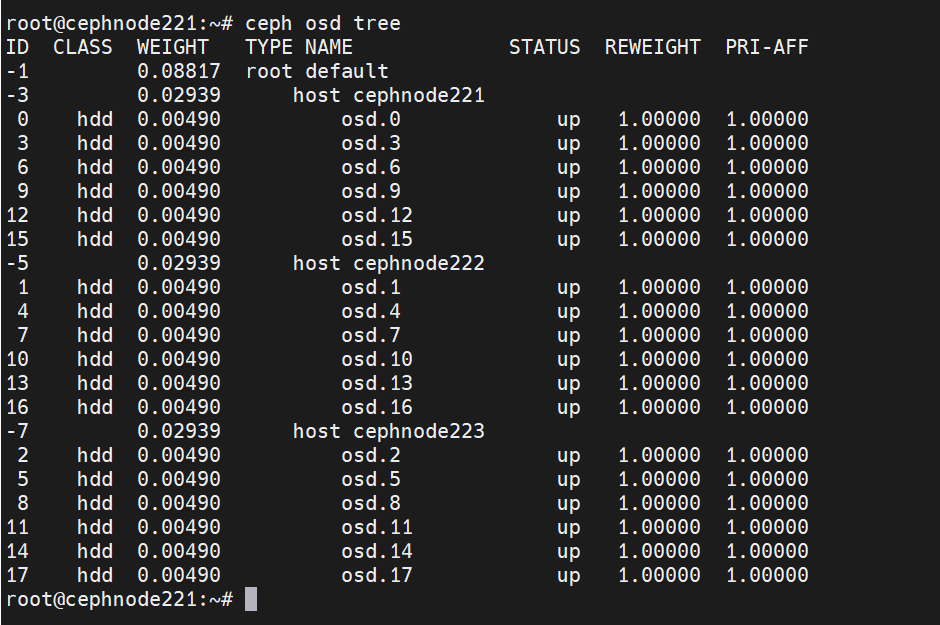 root@cephnode221:~# ceph osd tree
ID  CLASS  WEIGHT   TYPE NAME             STATUS  REWEIGHT  PRI-AFF
-1         0.08817  root default
-3         0.02939      host cephnode221
 0    hdd  0.00490          osd.0             up   1.00000  1.00000
 3    hdd  0.00490          osd.3             up   1.00000  1.00000
 6    hdd  0.00490          osd.6             up   1.00000  1.00000
 9    hdd  0.00490          osd.9             up   1.00000  1.00000
12    hdd  0.00490          osd.12            up   1.00000  1.00000
15    hdd  0.00490          osd.15            up   1.00000  1.00000
-5         0.02939      host cephnode222
 1    hdd  0.00490          osd.1             up   1.00000  1.00000
 4    hdd  0.00490          osd.4             up   1.00000  1.00000
 7    hdd  0.00490          osd.7             up   1.00000  1.00000
10    hdd  0.00490          osd.10            up   1.00000  1.00000
13    hdd  0.00490          osd.13            up   1.00000  1.00000
16    hdd  0.00490          osd.16            up   1.00000  1.00000
-7         0.02939      host cephnode223
 2    hdd  0.00490          osd.2             up   1.00000  1.00000
 5    hdd  0.00490          osd.5             up   1.00000  1.00000
 8    hdd  0.00490          osd.8             up   1.00000  1.00000
11    hdd  0.00490          osd.11            up   1.00000  1.00000
14    hdd  0.00490          osd.14            up   1.00000  1.00000
17    hdd  0.00490          osd.17            up   1.00000  1.00000
root@cephnode221:~#